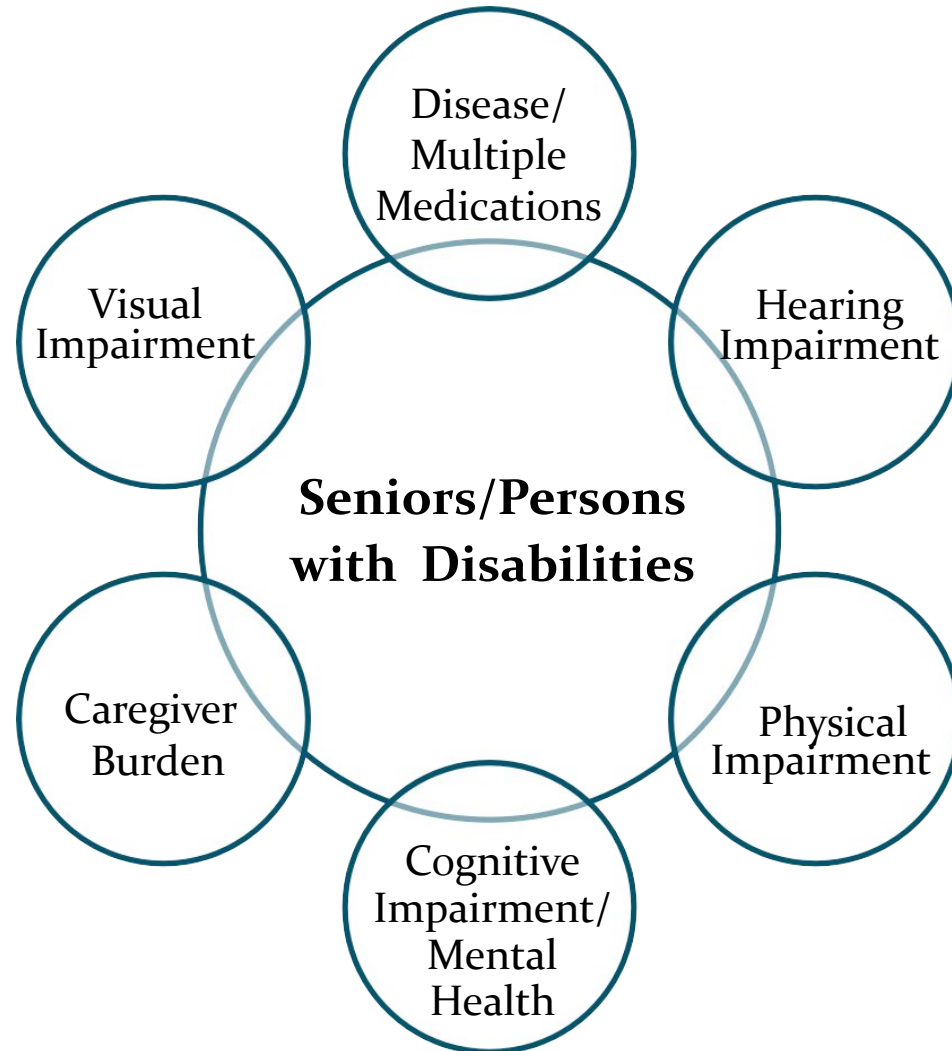 Disease/
Multiple
Medications
Visual
Impairment
Hearing
Impairment
Seniors/Persons
with Disabilities
Caregiver
Burden
Physical
Impairment
Cognitive
Impairment/
Mental
Health